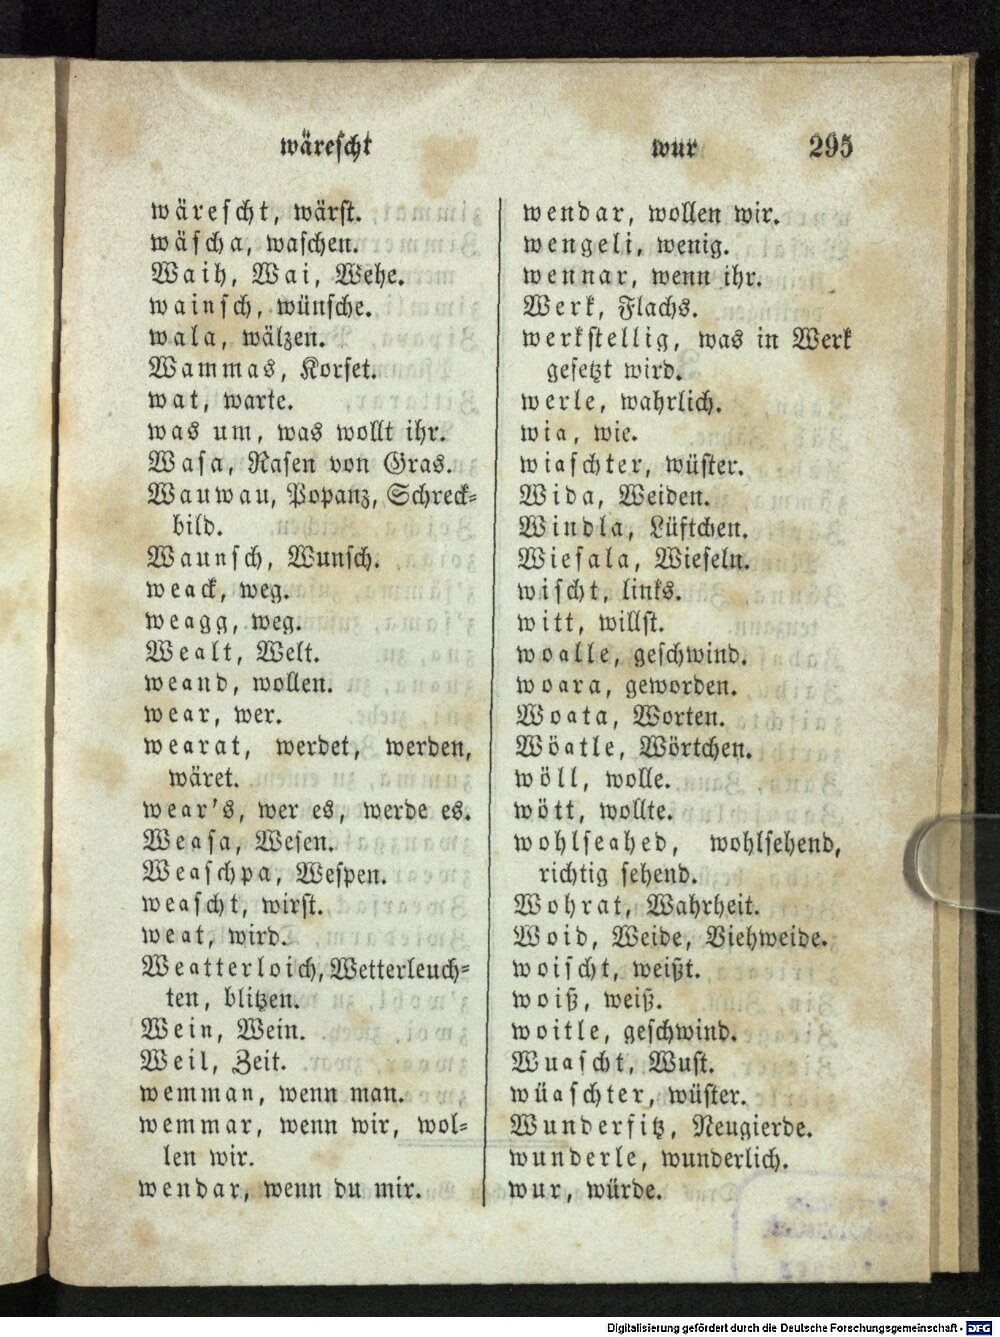 wärescht
wur
295
wärescht, wärst.
wäscha, waschen.
Waih, Wai, Wehe.
wainsch, wünsche.
wala, wälzen.
Wammas, Korset.
wat, warte.
was um, was wollt ihr.
Wasa, Rasen von Gras.
Wauwau, Popanz, Schreck-
bild.
Waunsch, Wunsch.
weack, weg.
weagg, weg.
Wealt, Welt.
weand, wollen.
wear, wer.
wearat, werdet, werden,
wäret.
wear's, wer es, werde es.
Weasa, Wesen.
Weaschpa, Wespen.
weascht, wirst.
weat, wird.
Weatterloich, Wetterleuch-
ten, blitzen.
Wein, Wein.
Weil, Zeit.
wemman, wenn man.
wemmar, wenn wir, wol-
len wir.
wendar, wenn du mir.
wendar, wollen wir.
wengeli, wenig.
wennar, wenn ihr.
Werk, Flachs.
werkstellig, was in Werk
gesetzt wird.
werle, wahrlich.
wia, wie.
wiaschter, wüster.
Wida, Weiden.
Windla, Lüftchen.
Wiesala, Wieseln.
wischt, links.
witt, willst.
woalle, geschwind.
woara, geworden.
Woata, Worten.
Wöatle, Wörtchen.
wöll, wolle.
wött, wollte.
wohlseahed, wohlsehend,
richtig sehend.
Wohrat, Wahrheit.
Woid, Weide, Viehweide.
woischt, weißt.
woiß, weiß.
woitle, geschwind.
Wuascht, Wust.
wüaschter, wüster.
Wunderfitz, Neugierde.
wunderle, wunderlich.
wur, würde.
Digitalisierung gefördert durch die Deutsche Forschungsgemeinschaft - DFG